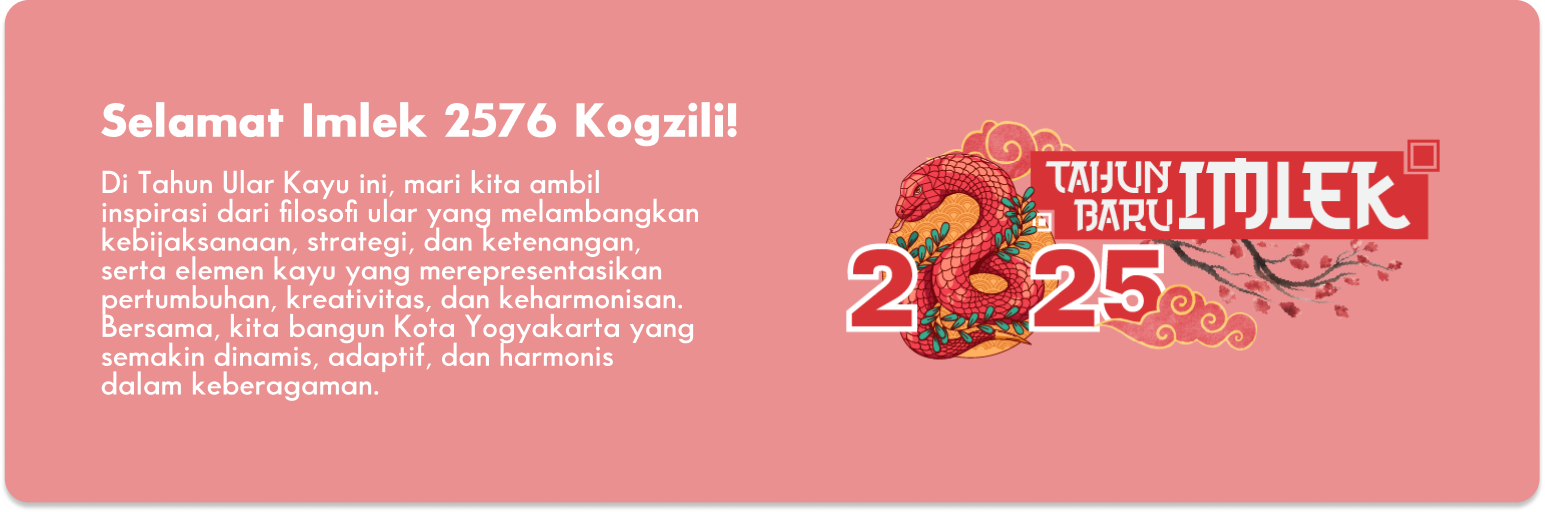 Selamat Imlek 2576 Kogzili!
Di Tahun Ular Kayu ini, mari kita ambil
inspirasi dari filosofi ular yang melambangkan
kebijaksanaan, strategi, dan ketenangan,
serta elemen kayu yang merepresentasikan
pertumbuhan, kreativitas, dan keharmonisan.
Bersama, kita bangun Kota Yogyakarta yang
semakin dinamis, adaptif, dan harmonis
dalam keberagaman.
TAHUN
BARU IMLEK
2025